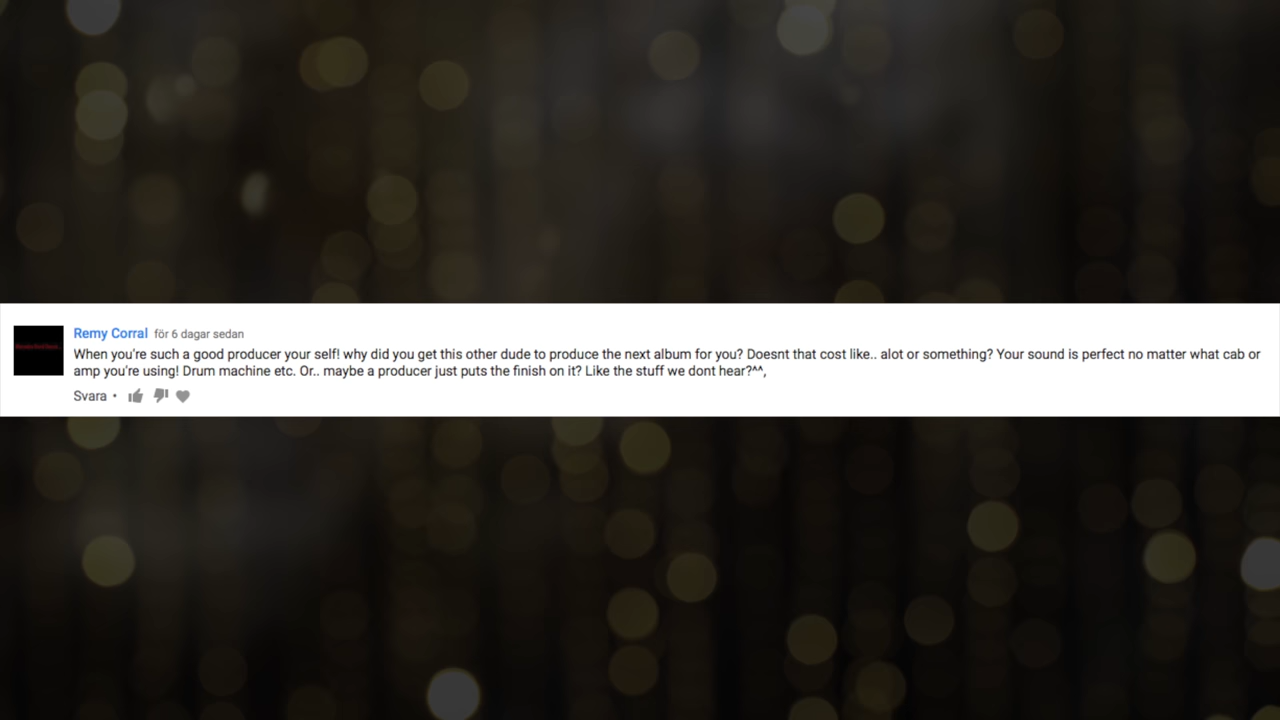 Remy Corral för 6 dagar sedan
When you're such a good producer your self! why did you get this other dude to produce the next album for you? Doesnt that cost like.. alot or something? Your sound is perfect no matter what cab or
amp you're using! Drum machine etc. Or.. maybe a producer just puts the finish on it? Like the stuff we dont hear?^^,
Svara •